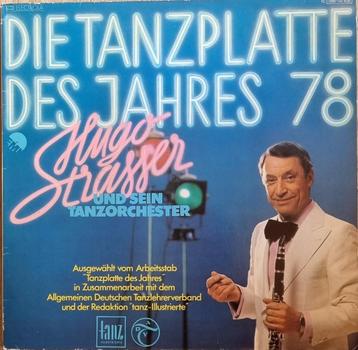 DIE TANZPLATTE
DES JAHRES 78
Hugo
Strasser
UND SEIN
TANZORCHESTER
EMI
Ausgewählt vom Arbeitsstab
"Tanzplatte des Jahres"
in Zusammenarbeit mit dem
Allgemeinen Deutschen Tanzlehrerverband
und der Redaktion "tanz-Illustrierte"
tanz